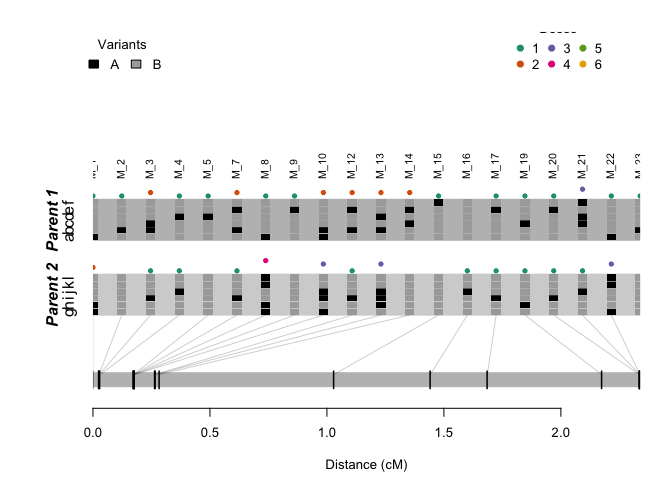 Variants
A B
1 3 5
2 4 6
M_2 M_3 M_4 M_5 M_7 M_8 M_9 M_10 M_12 M_13 M_14 M_15 M_16 M_17 M_19 M_20 M_21 M_22 M_23
Parent 1
a
b
c
d
e
f
Parent 2
g
h
i
j
k
l
0.0 0.5 1.0 1.5 2.0
Distance (cM)